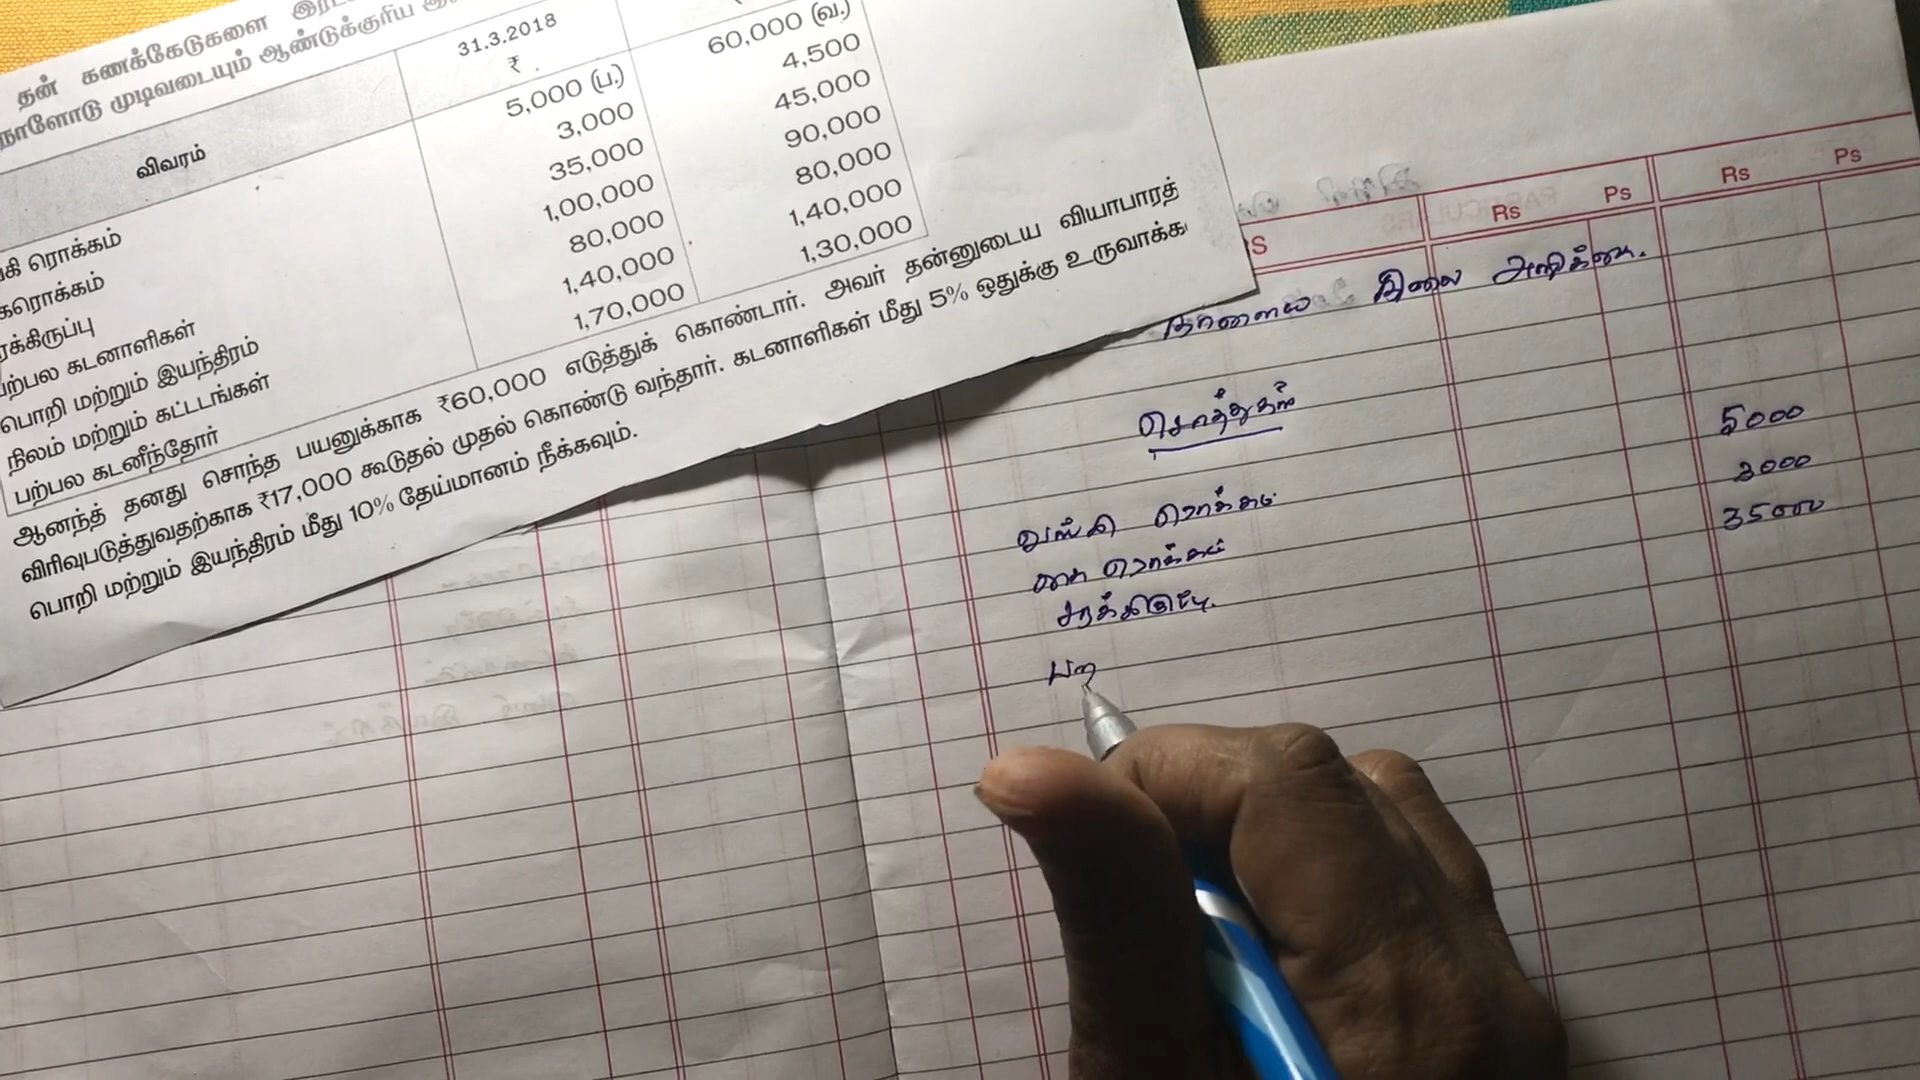 தன் கணக்கேடுகளை
நாளோடு முடிவடையும் ஆண்டுக்குரிய
விவரம்
31.3.2018
₹
5,000 (ப.) 60,000 (வ.)
ரொக்கம் 3,000 4,500
35,000 45,000
பற்பல கடனாளிகள் 1,00,000 90,000
பொறி மற்றும் இயந்திரம் 80,000 80,000
நிலம் மற்றும் கட்டடங்கள் 1,40,000 1,40,000
பற்பல கடனீந்தோர் 1,70,000 1,30,000
ஆனந்த் தனது சொந்த பயனுக்காக ₹60,000 எடுத்துக் கொண்டார். அவர் தன்னுடைய வியாபாரத்
விரிவுபடுத்துவதற்காக ₹17,000 கூடுதல் முதல் கொண்டு வந்தார். கடனாளிகள் மீது 5% ஒதுக்கு உருவாக்க
பொறி மற்றும் இயந்திரம் மீது 10% தேய்மானம் நீக்கவும்.
Rs Ps Rs Ps
நிலை அறிக்கை.
சொத்துகள்
வங்கி ரொக்கம் 5000
கை ரொக்கம் 3000
சரக்கிருப்பு. 35000
பற